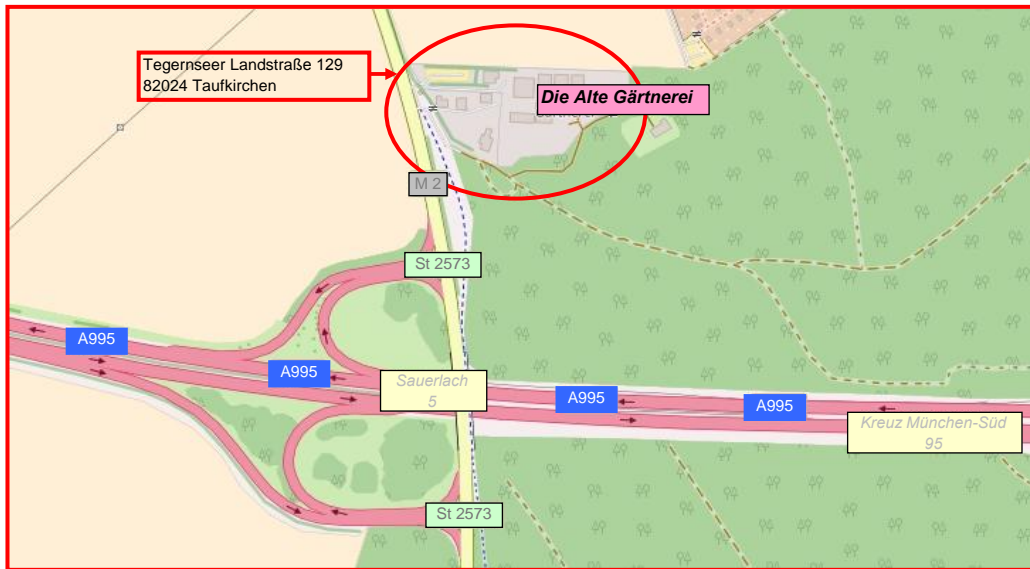 Tegernseer Landstraße 129
82024 Taufkirchen
Die Alte Gärtnerei
M 2
St 2573
A995
A995
Sauerlach
5
A995
A995
Kreuz München-Süd
95
St 2573